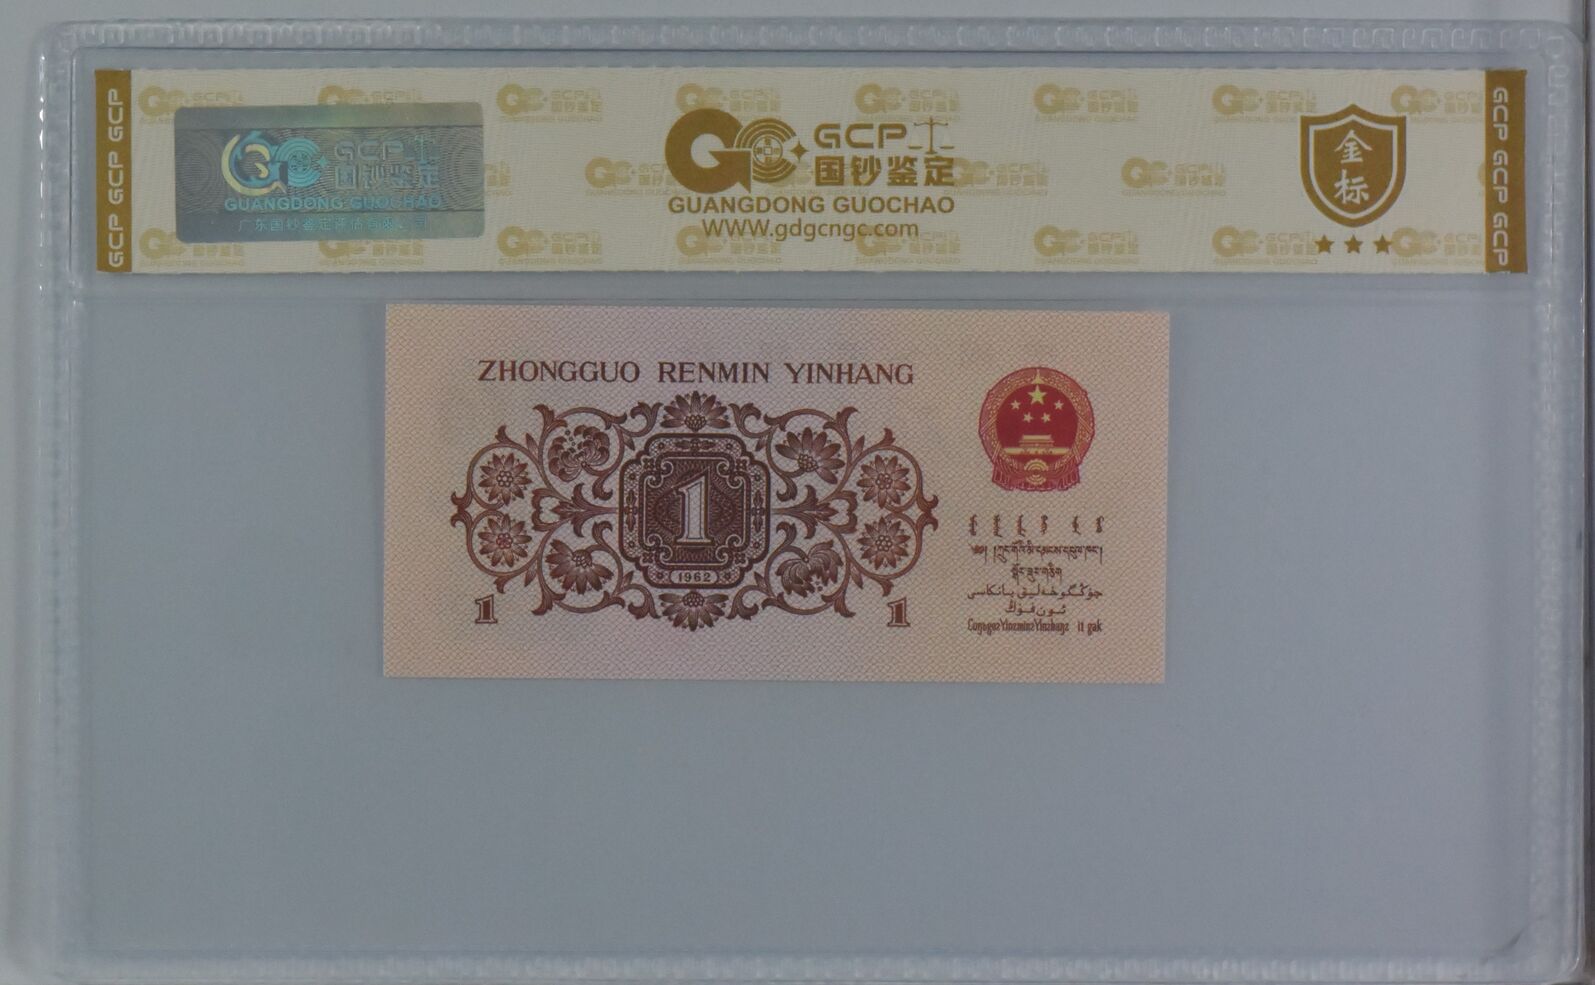 GCP GCP GCP
GCP
国钞鉴定
GUANGDONG GUOCHAO
广东国钞鉴定评估有限公司
GCP
国钞鉴定
GUANGDONG GUOCHAO
WWW.gdgcngc.com
金标
GCP GCP GCP
ZHONGGUO RENMIN YINHANG
1
1962
1
1
جۇڭگوخەلىق بانكاسى